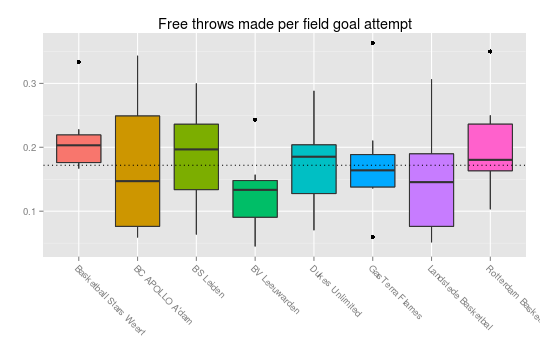 Free throws made per field goal attempt
0.3
0.2
0.1
Basketball Stars Weert
BC APOLLO A'dam
BS Leiden
BV Leeuwarden
Dukes Unlimited
GasTerra Flames
Landstede Basketbal
Rotterdam Baske